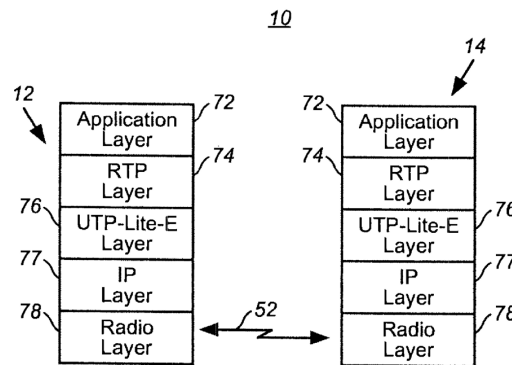 10
12
14
72
72
Application
Layer
Application
Layer
74
74
RTP
Layer
RTP
Layer
76
76
UTP-Lite-E
Layer
UTP-Lite-E
Layer
77
77
IP
Layer
IP
Layer
78
52
78
Radio
Layer
Radio
Layer